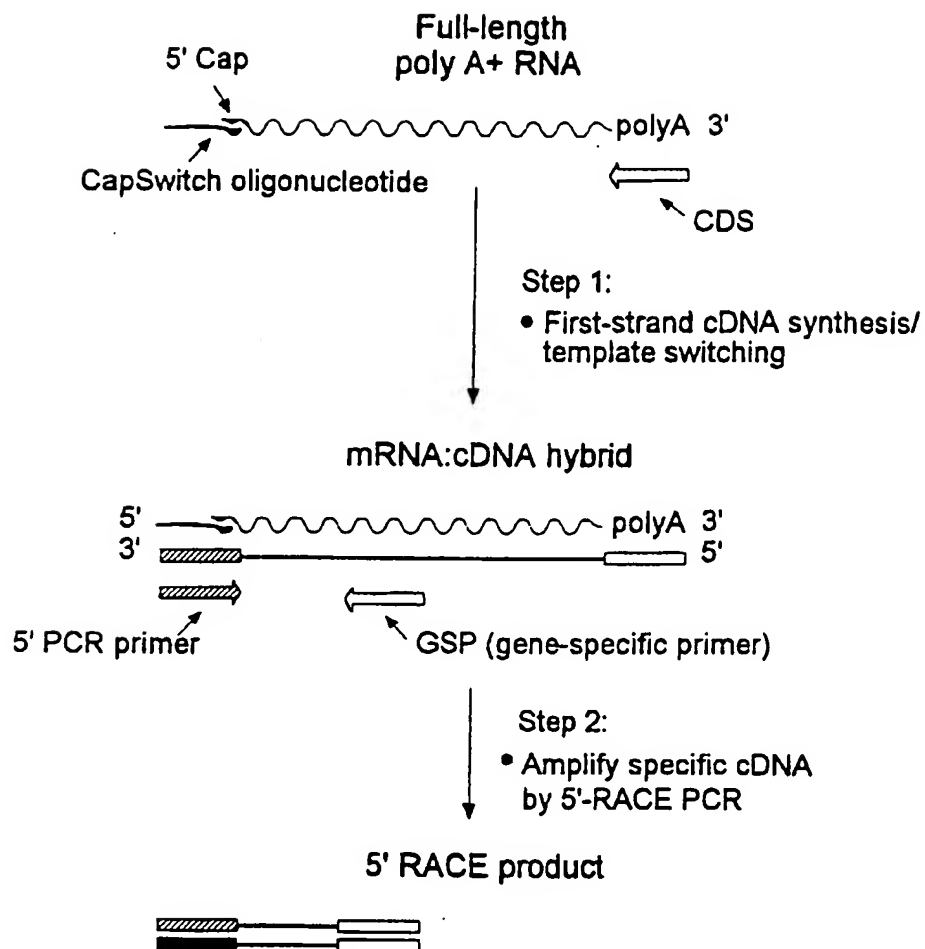 Full-length
poly A+ RNA
5' Cap
polyA 3'
CapSwitch oligonucleotide
CDS
Step 1:
• First-strand cDNA synthesis/
template switching
mRNA:cDNA hybrid
5' polyA 3'
3' 5'
5' PCR primer
GSP (gene-specific primer)
Step 2:
• Amplify specific cDNA
by 5'-RACE PCR
5' RACE product